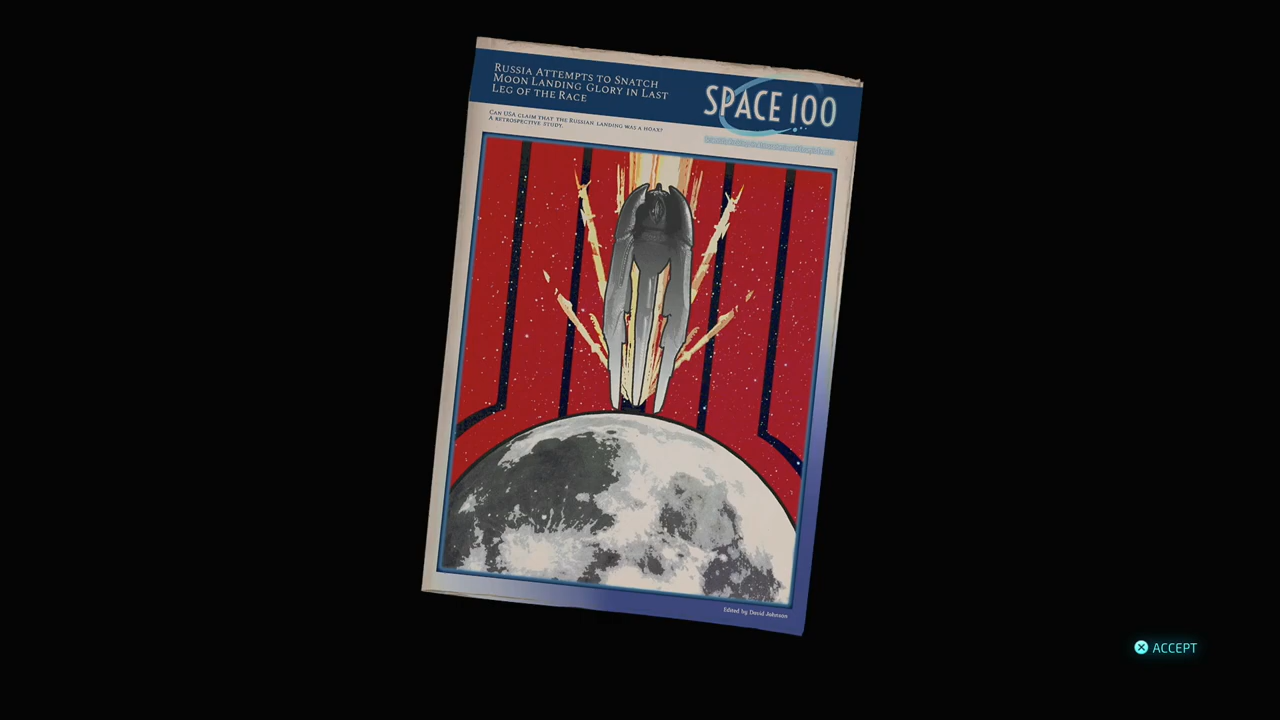 RUSSIA ATTEMPTS TO SNATCH
MOON LANDING GLORY IN LAST
LEG OF THE RACE
SPACE 100
CAN USA CLAIM THAT THE RUSSIAN LANDING WAS A HOAX?
A RETROSPECTIVE STUDY.
Edited by David Johnson
ACCEPT